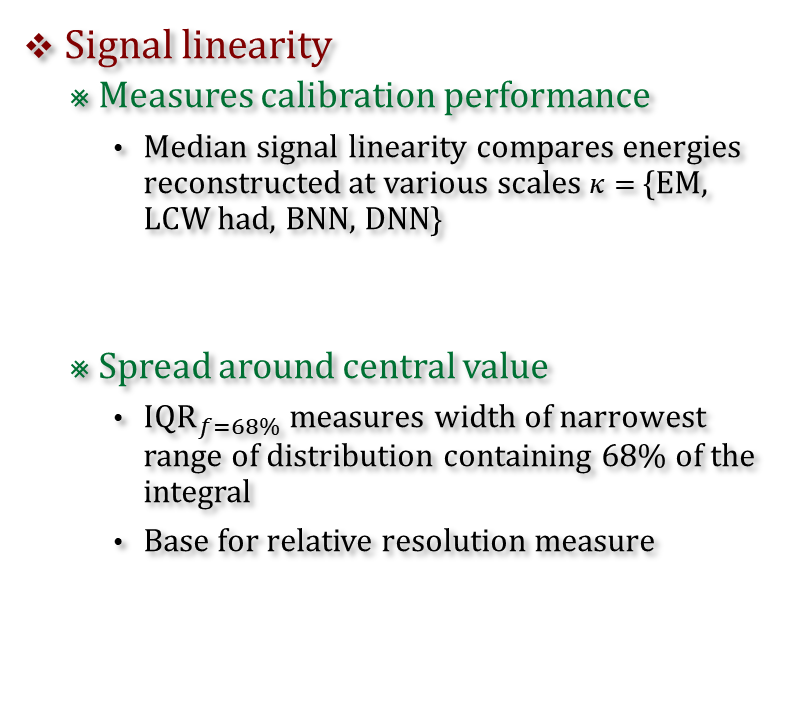 ❖ Signal linearity
※ Measures calibration performance
• Median signal linearity compares energies
reconstructed at various scales κ = {EM,
LCW had, BNN, DNN}
※ Spread around central value
• IQR_{f=68%} measures width of narrowest
range of distribution containing 68% of the
integral
• Base for relative resolution measure